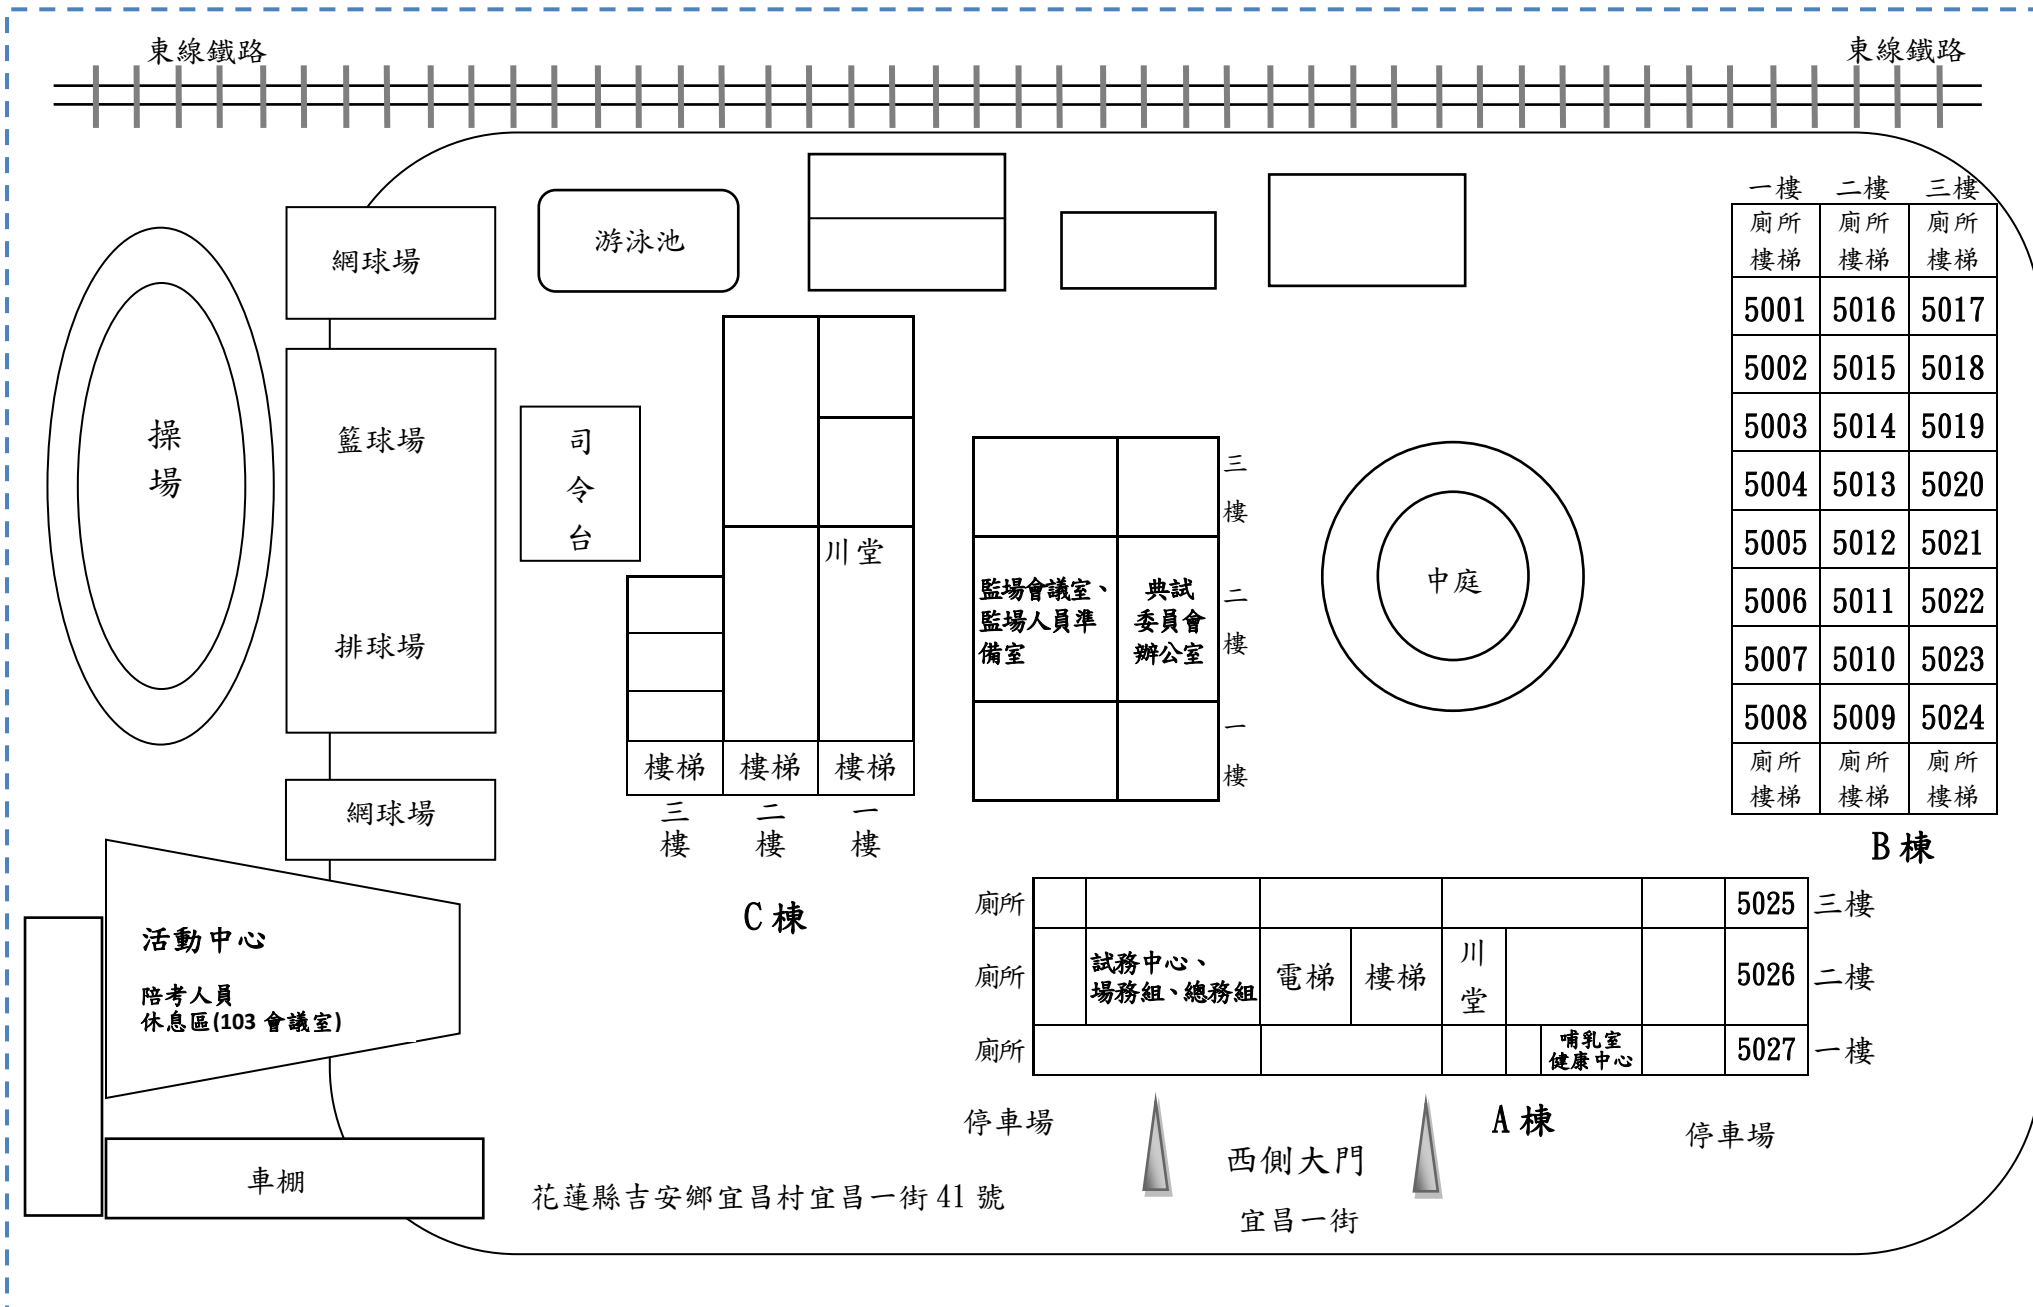 東線鐵路
東線鐵路
網球場
游泳池
操場
籃球場
排球場
司令台
川堂
監場會議室、
監場人員準
備室
典試
委員會
辦公室
三樓
二樓
一樓
中庭
一樓 二樓 三樓
廁所 廁所 廁所
樓梯 樓梯 樓梯
5001 5016 5017
5002 5015 5018
5003 5014 5019
5004 5013 5020
5005 5012 5021
5006 5011 5022
5007 5010 5023
5008 5009 5024
廁所 廁所 廁所
樓梯 樓梯 樓梯
B棟
樓梯 樓梯 樓梯
三樓 二樓 一樓
C棟
網球場
活動中心
陪考人員
休息區(103 會議室)
車棚
廁所 5025 三樓
廁所
試務中心、
場務組、總務組
電梯 樓梯 川堂 5026 二樓
廁所
哺乳室
健康中心
5027 一樓
停車場
A棟
停車場
西側大門
花蓮縣吉安鄉宜昌村宜昌一街 41 號
宜昌一街